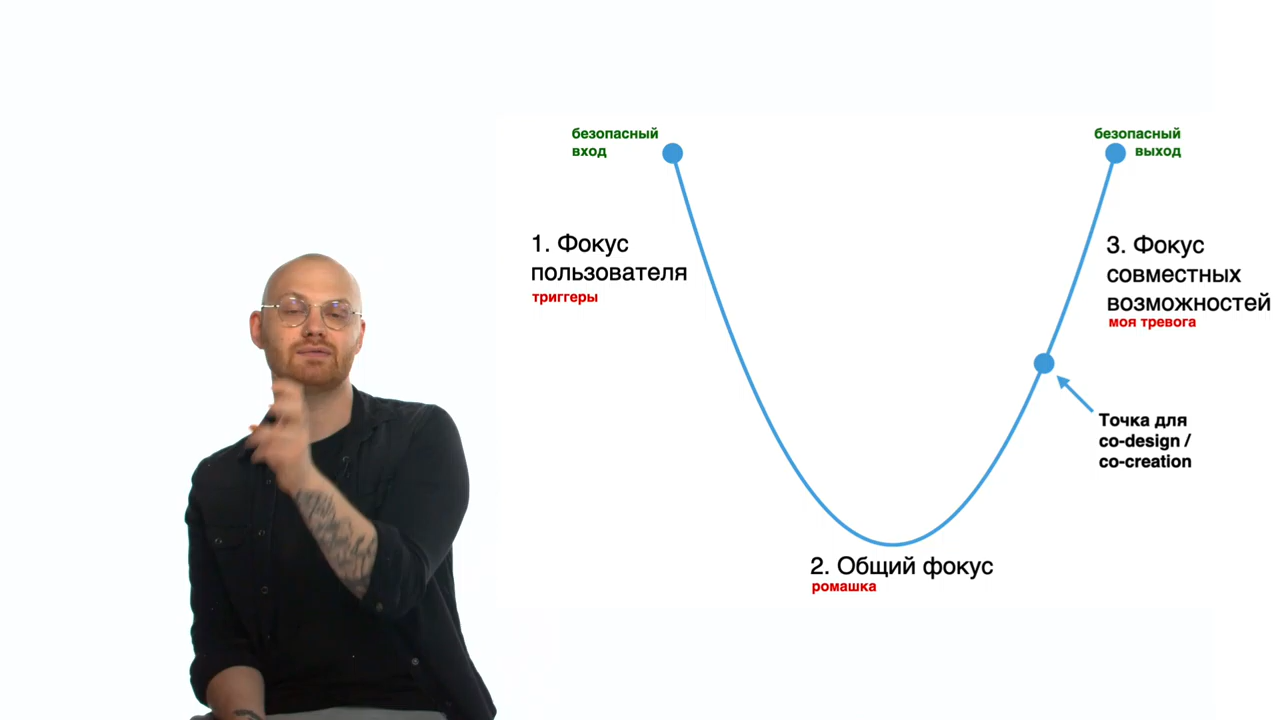 безопасный
вход
безопасный
выход
1. Фокус
пользователя
триггеры
3. Фокус
совместных
возможностей
моя тревога
Точка для
co-design /
co-creation
2. Общий фокус
ромашка